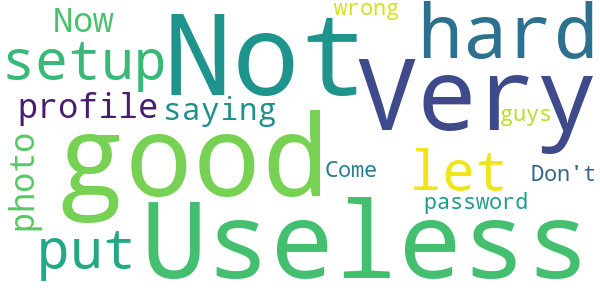 wrong
Now
Not
hard
setup
Very
profile
saying
guys
good
photo
Come
let
Don't
password
put
Useless